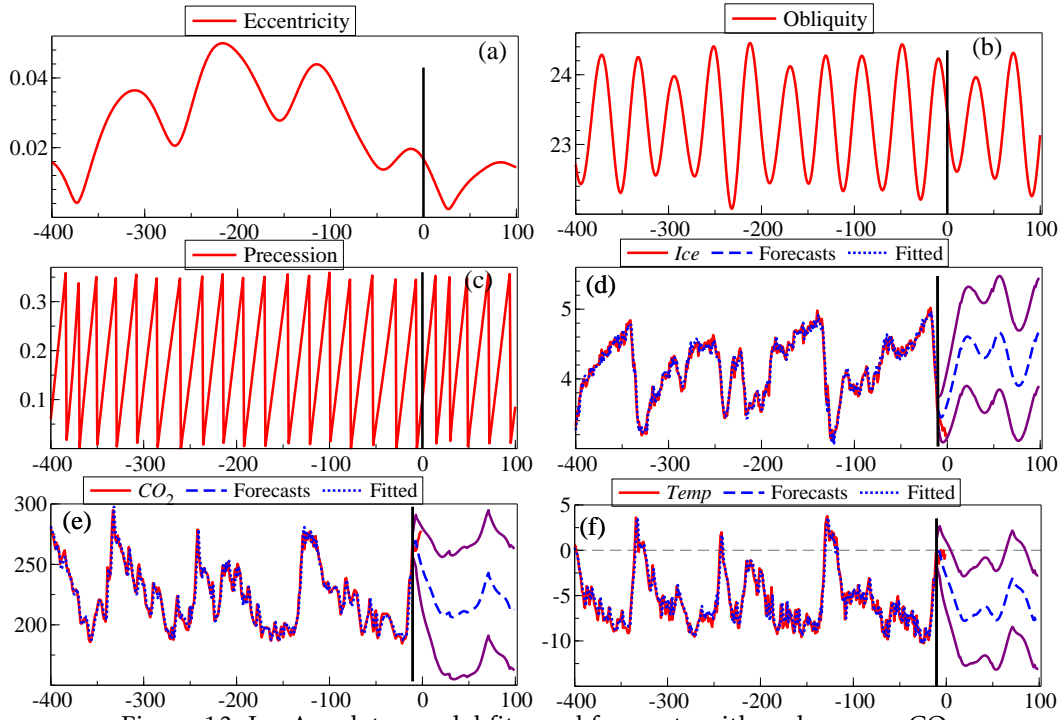 Eccentricity
(a)
0.04
0.02
-400 -300 -200 -100 0 100
Obliquity
(b)
24
23
-400 -300 -200 -100 0 100
Precession
(c)
0.3
0.2
0.1
-400 -300 -200 -100 0 100
Ice Forecasts Fitted
(d)
5
4
-400 -300 -200 -100 0 100
CO2 Forecasts Fitted
(e)
300
250
200
-400 -300 -200 -100 0 100
Temp Forecasts Fitted
(f)
5
0
-5
-10
-400 -300 -200 -100 0 100